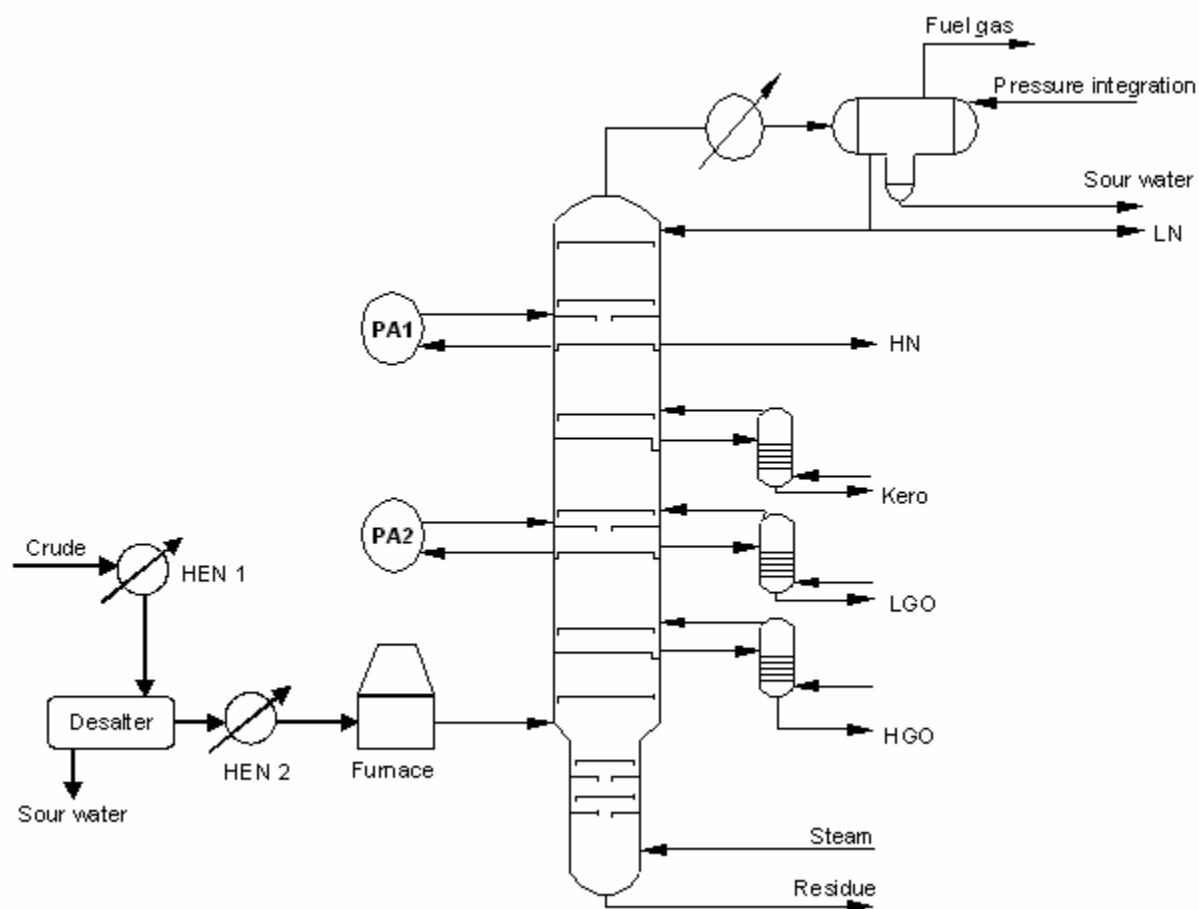 Fuel gas
Pressure integration
Sour water
LN
PA1
HN
Kero
PA2
Crude
HEN 1
LGO
Desalter
HEN 2
Furnace
HGO
Sour water
Steam
Residue